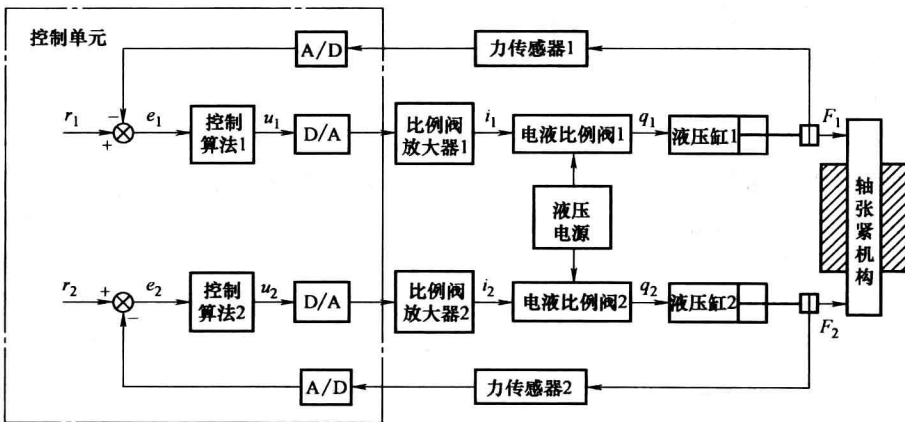 控制单元
A/D
力传感器1
r₁
−
+
e₁
控制
算法1
u₁
D/A
比例阀
放大器1
i₁
电液比例阀1
q₁
液压缸1
F₁
液压
电源
轴张紧机构
r₂
+
−
e₂
控制
算法2
u₂
D/A
比例阀
放大器2
i₂
电液比例阀2
q₂
液压缸2
F₂
A/D
力传感器2